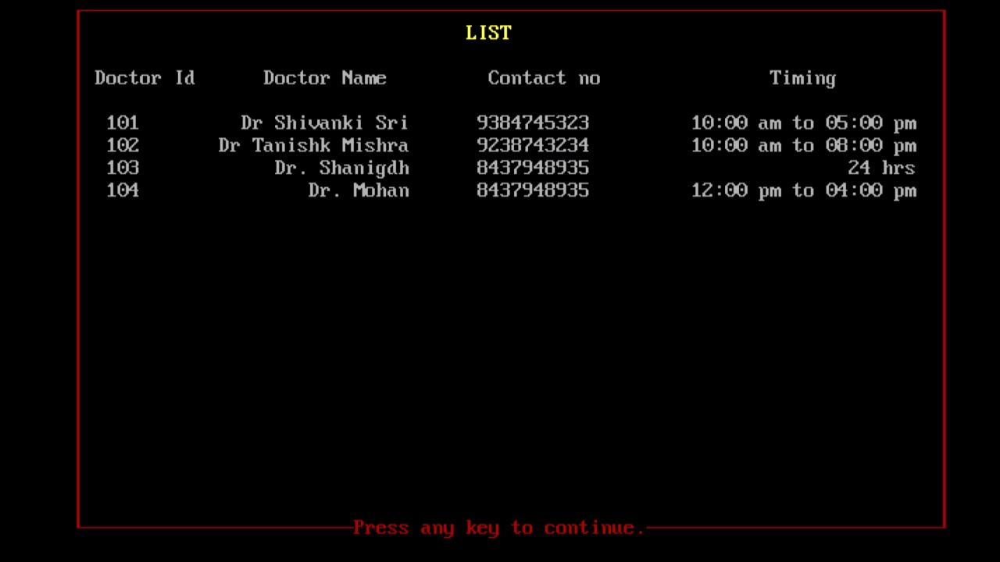 LIST
Doctor Id Doctor Name Contact no Timing
101 Dr Shivanki Sri 9384745323 10:00 am to 05:00 pm
102 Dr Tanishk Mishra 9238743234 10:00 am to 08:00 pm
103 Dr. Shanigdh 8437948935 24 hrs
104 Dr. Mohan 8437948935 12:00 pm to 04:00 pm
Press any key to continue.